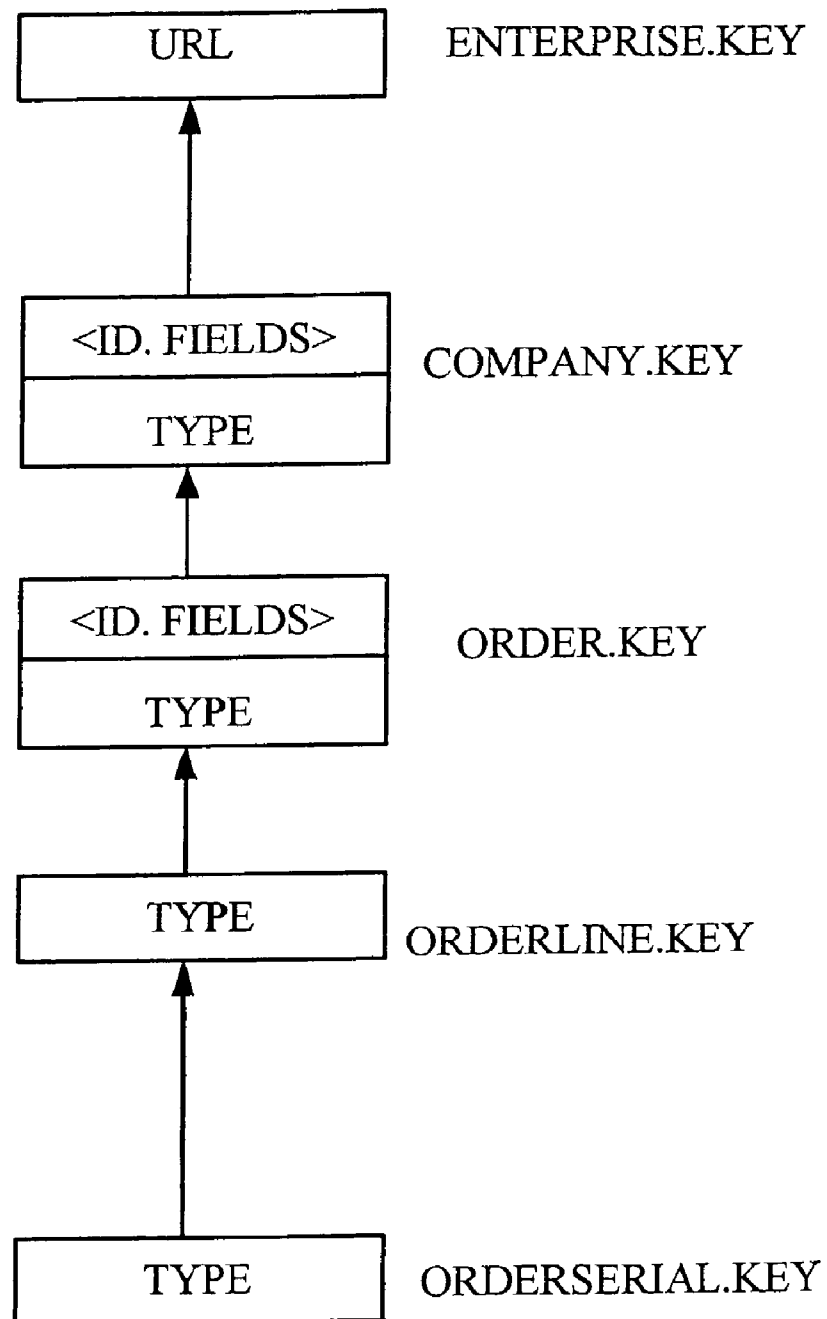 URL ENTERPRISE.KEY
<ID. FIELDS>
COMPANY.KEY
TYPE
<ID. FIELDS>
ORDER.KEY
TYPE
TYPE
ORDERLINE.KEY
TYPE ORDERSERIAL.KEY